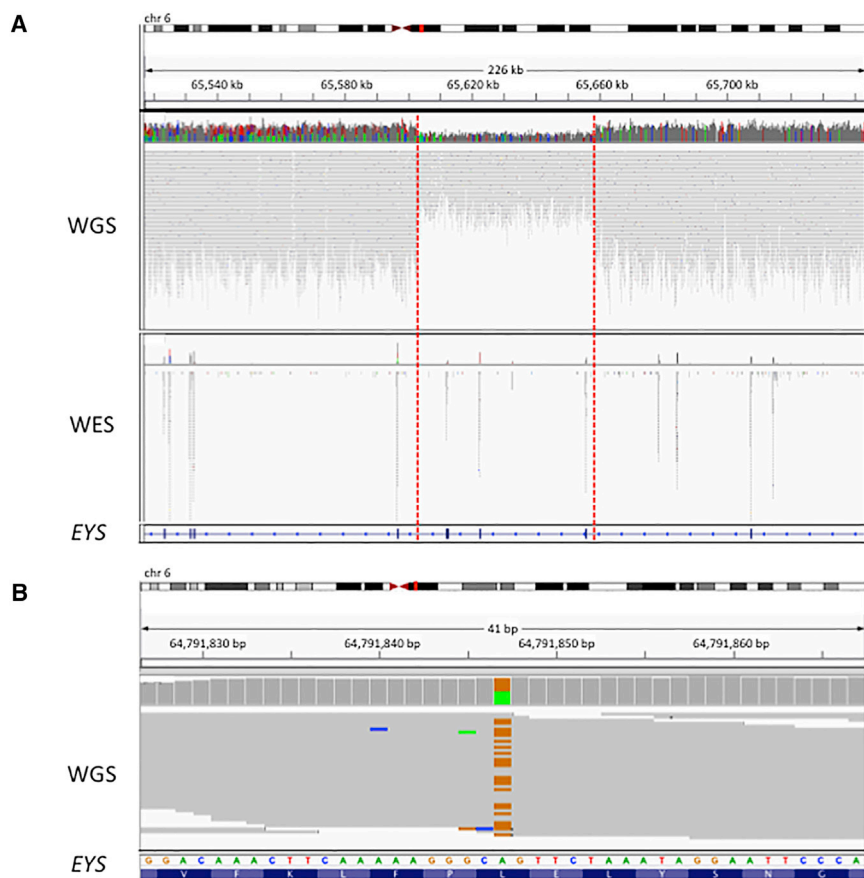 A
chr 6
226 kb
65,540 kb 65,580 kb 65,620 kb 65,660 kb 65,700 kb
WGS
WES
EYS
B
chr 6
41 bp
64,791,830 bp 64,791,840 bp 64,791,850 bp 64,791,860 bp
WGS
EYS
G G A C A A A C T T C A A A A A G G G C A G T T C T A A A T A G G A A T T C C C A
V F K L F P L E L Y S N G